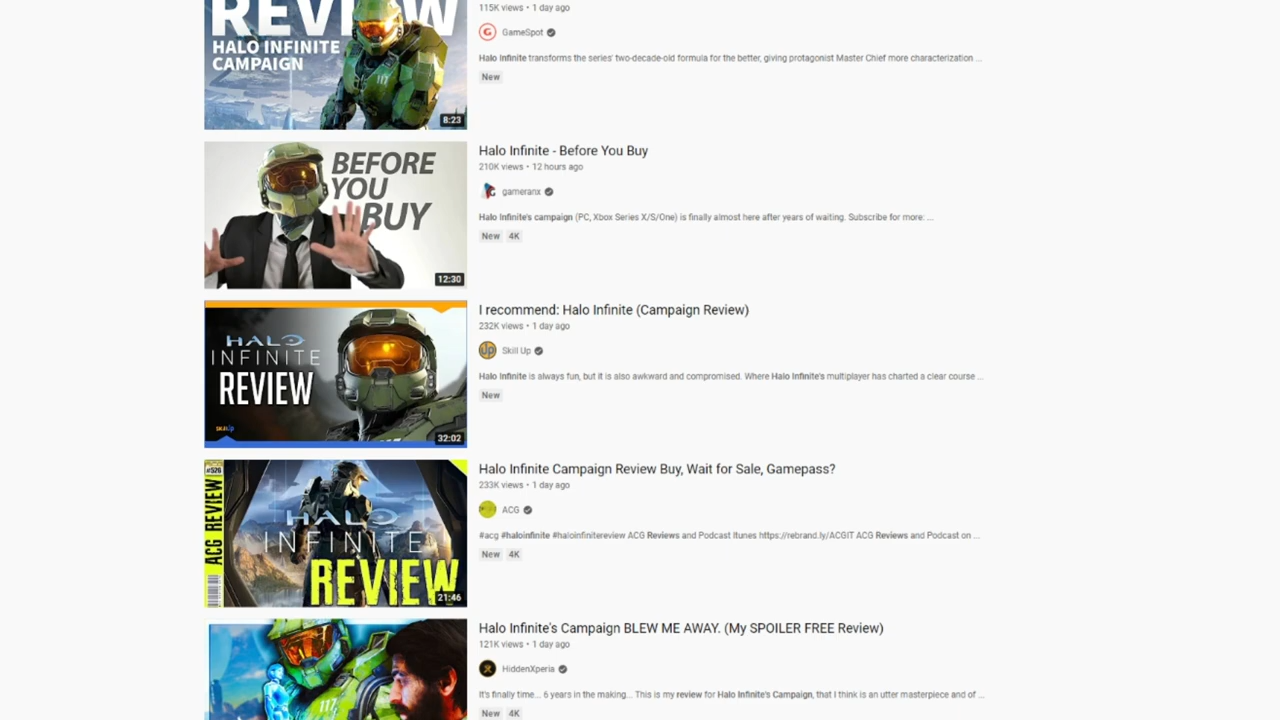 REVIEW
HALO INFINITE
CAMPAIGN
117
8:23
115K views • 1 day ago
G GameSpot
Halo Infinite transforms the series' two-decade-old formula for the better, giving protagonist Master Chief more characterization ...
New
BEFORE
YOU
BUY
12:30
Halo Infinite - Before You Buy
210K views • 12 hours ago
gameranx
Halo Infinite's campaign (PC, Xbox Series X/S/One) is finally almost here after years of waiting. Subscribe for more: ...
New 4K
HALO
INFINITE
REVIEW
skillUp
32:02
I recommend: Halo Infinite (Campaign Review)
232K views • 1 day ago
Up Skill Up
Halo Infinite is always fun, but it is also awkward and compromised. Where Halo Infinite's multiplayer has charted a clear course ...
New
#526
ACG REVIEW
HALO
INFINITE
REVIEW
21:46
Halo Infinite Campaign Review Buy, Wait for Sale, Gamepass?
233K views • 1 day ago
ACG
#acg #haloinfinite #haloinfinitereview ACG Reviews and Podcast Itunes https://rebrand.ly/ACGIT ACG Reviews and Podcast on ...
New 4K
117
Halo Infinite's Campaign BLEW ME AWAY. (My SPOILER FREE Review)
121K views • 1 day ago
HiddenXperia
It's finally time... 6 years in the making... This is my review for Halo Infinite's Campaign, that I think is an utter masterpiece and of ...
New 4K